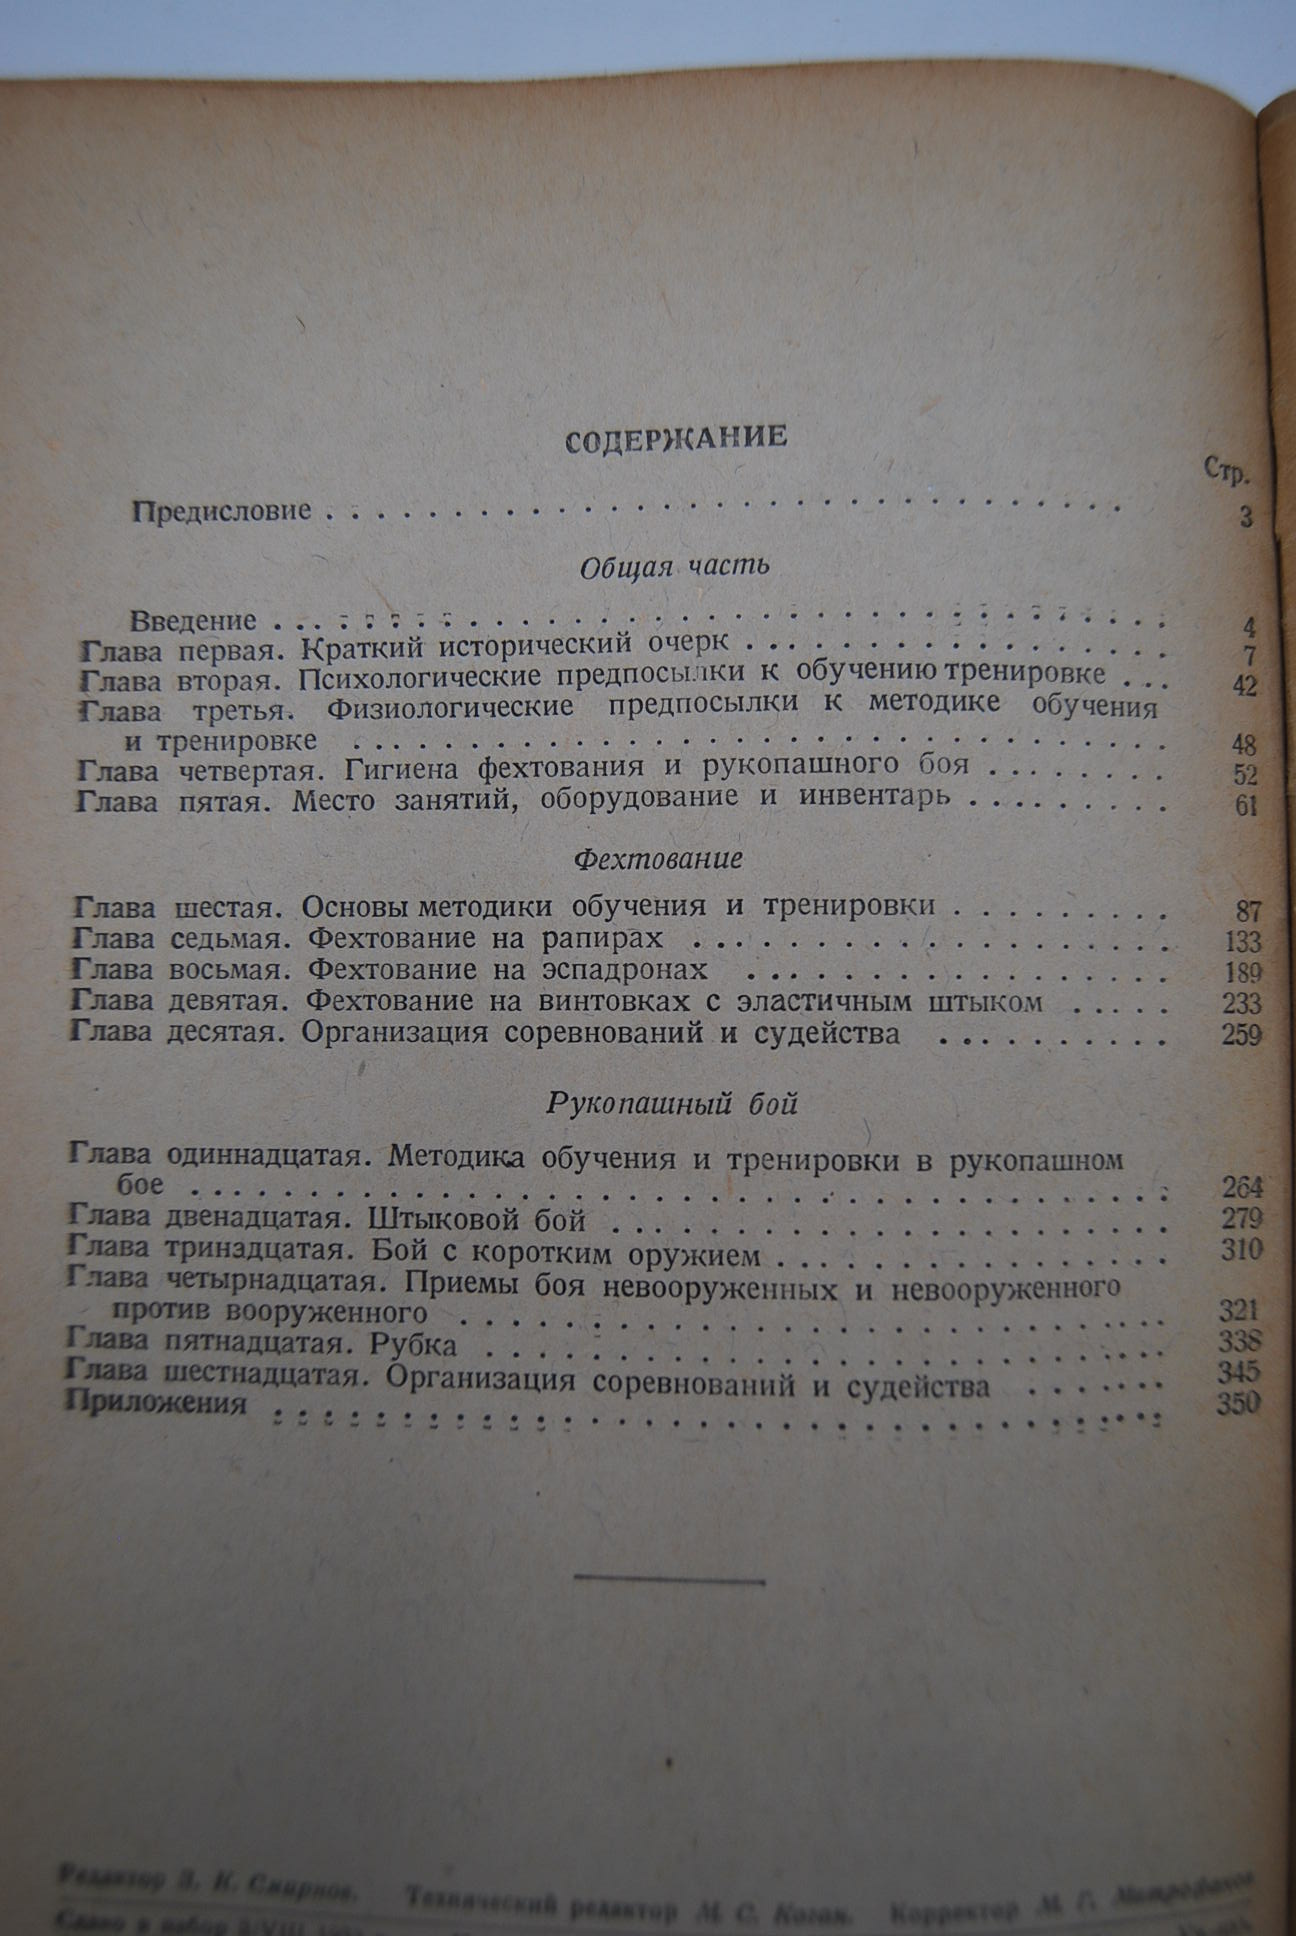 СОДЕРЖАНИЕ
Стр.
Предисловие . . . . . . . . . . . . . . . . . . . . . . . . . . . . . . . 3
Общая часть
Введение . . . . . . . . . . . . . . . . . . . . . . . . . . . . . . . . . 4
Глава первая. Краткий исторический очерк . . . . . . . . . . . . . . . . . 7
Глава вторая. Психологические предпосылки к обучению тренировке . . . 42
Глава третья. Физиологические предпосылки к методике обучения
и тренировке . . . . . . . . . . . . . . . . . . . . . . . . . . . . . . . 48
Глава четвертая. Гигиена фехтования и рукопашного боя . . . . . . . . 52
Глава пятая. Место занятий, оборудование и инвентарь . . . . . . . . . 61
Фехтование
Глава шестая. Основы методики обучения и тренировки . . . . . . . . . 87
Глава седьмая. Фехтование на рапирах . . . . . . . . . . . . . . . . . . . 133
Глава восьмая. Фехтование на эспадронах . . . . . . . . . . . . . . . . . 189
Глава девятая. Фехтование на винтовках с эластичным штыком . . . . . 233
Глава десятая. Организация соревнований и судейства . . . . . . . . . . 259
Рукопашный бой
Глава одиннадцатая. Методика обучения и тренировки в рукопашном
бое . . . . . . . . . . . . . . . . . . . . . . . . . . . . . . . . . . . . 264
Глава двенадцатая. Штыковой бой . . . . . . . . . . . . . . . . . . . . . 279
Глава тринадцатая. Бой с коротким оружием . . . . . . . . . . . . . . . 310
Глава четырнадцатая. Приемы боя невооруженных и невооруженного
против вооруженного . . . . . . . . . . . . . . . . . . . . . . . . . . . 321
Глава пятнадцатая. Рубка . . . . . . . . . . . . . . . . . . . . . . . . . 338
Глава шестнадцатая. Организация соревнований и судейства . . . . . . . 345
Приложения . . . . . . . . . . . . . . . . . . . . . . . . . . . . . . . . 350
Редактор З. К. Смирнов. Технический редактор М. С. Коган. Корректор М. Г.
Сдано в набор